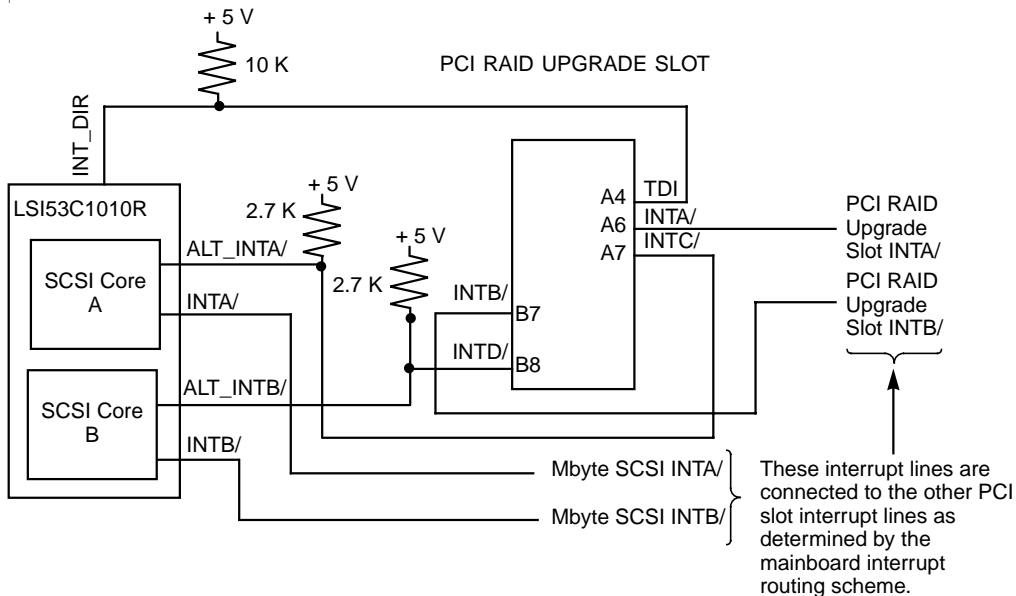 + 5 V
10 K
PCI RAID UPGRADE SLOT
INT_DIR
LSI53C1010R
SCSI Core
A
ALT_INTA/
INTA/
SCSI Core
B
ALT_INTB/
INTB/
+ 5 V
2.7 K
+ 5 V
2.7 K
INTB/
B7
INTD/
B8
A4
TDI
A6
INTA/
A7
INTC/
PCI RAID
Upgrade
Slot INTA/
PCI RAID
Upgrade
Slot INTB/
Mbyte SCSI INTA/
Mbyte SCSI INTB/
These interrupt lines are
connected to the other PCI
slot interrupt lines as
determined by the
mainboard interrupt
routing scheme.